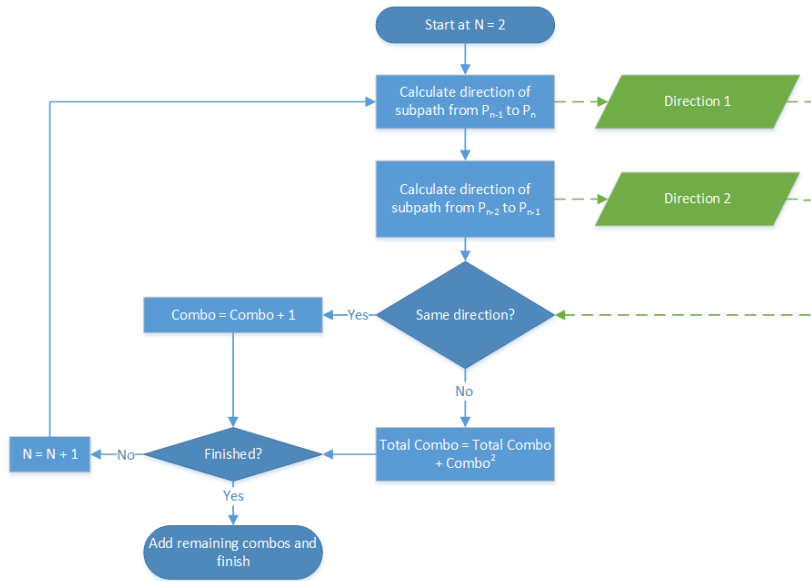 Start at N = 2
Calculate direction of
subpath from Pn-1 to Pn
Direction 1
Calculate direction of
subpath from Pn-2 to Pn-1
Direction 2
Same direction?
Yes
Combo = Combo + 1
No
Total Combo = Total Combo
+ Combo²
Finished?
No
N = N + 1
Yes
Add remaining combos and
finish